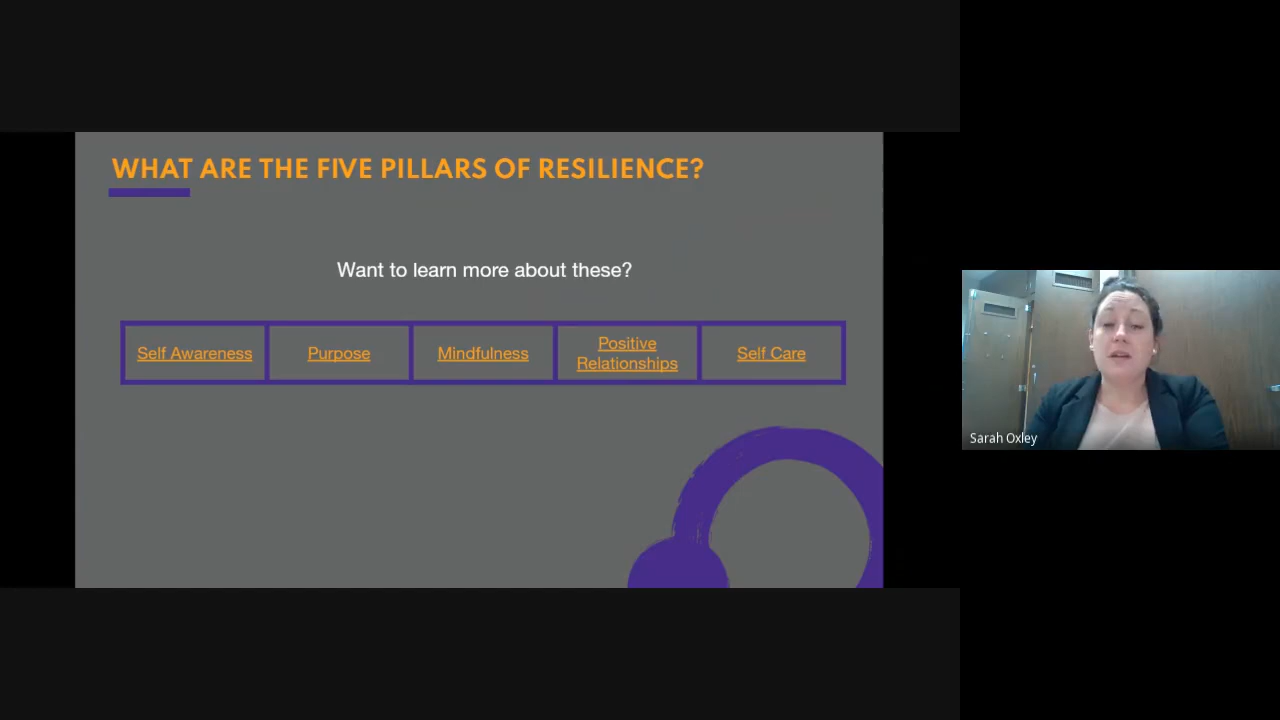 WHAT ARE THE FIVE PILLARS OF RESILIENCE?
Want to learn more about these?
Self Awareness
Purpose
Mindfulness
Positive
Relationships
Self Care
Sarah Oxley